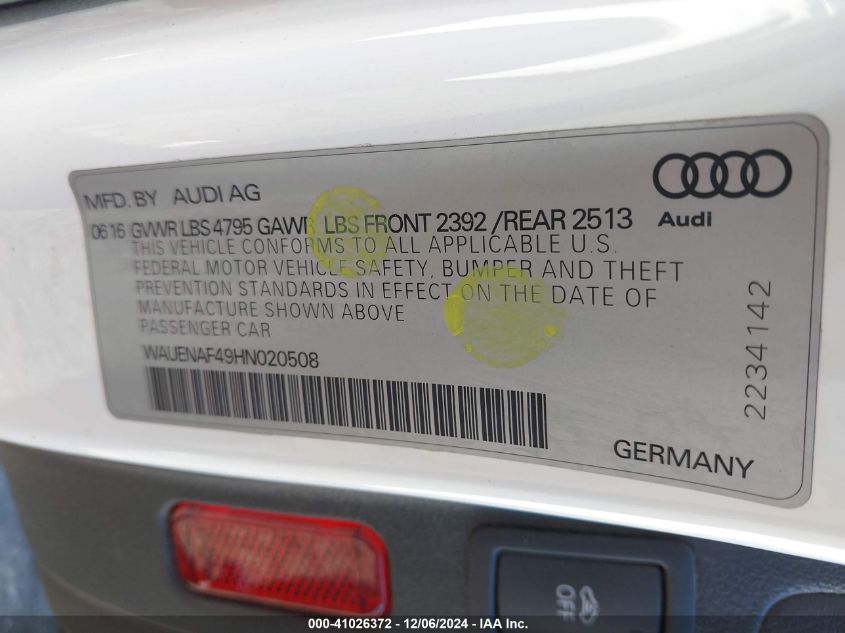 MFD. BY AUDI AG
Audi
06 16 GVWR LBS 4795 GAWR LBS FRONT 2392 / REAR 2513
THIS VEHICLE CONFORMS TO ALL APPLICABLE U.S.
FEDERAL MOTOR VEHICLE SAFETY, BUMPER AND THEFT
PREVENTION STANDARDS IN EFFECT ON THE DATE OF
MANUFACTURE SHOWN ABOVE
PASSENGER CAR
WAUENAF49HN020508
2234142
GERMANY
OFF
000-41026372 - 12/06/2024 - IAA Inc.